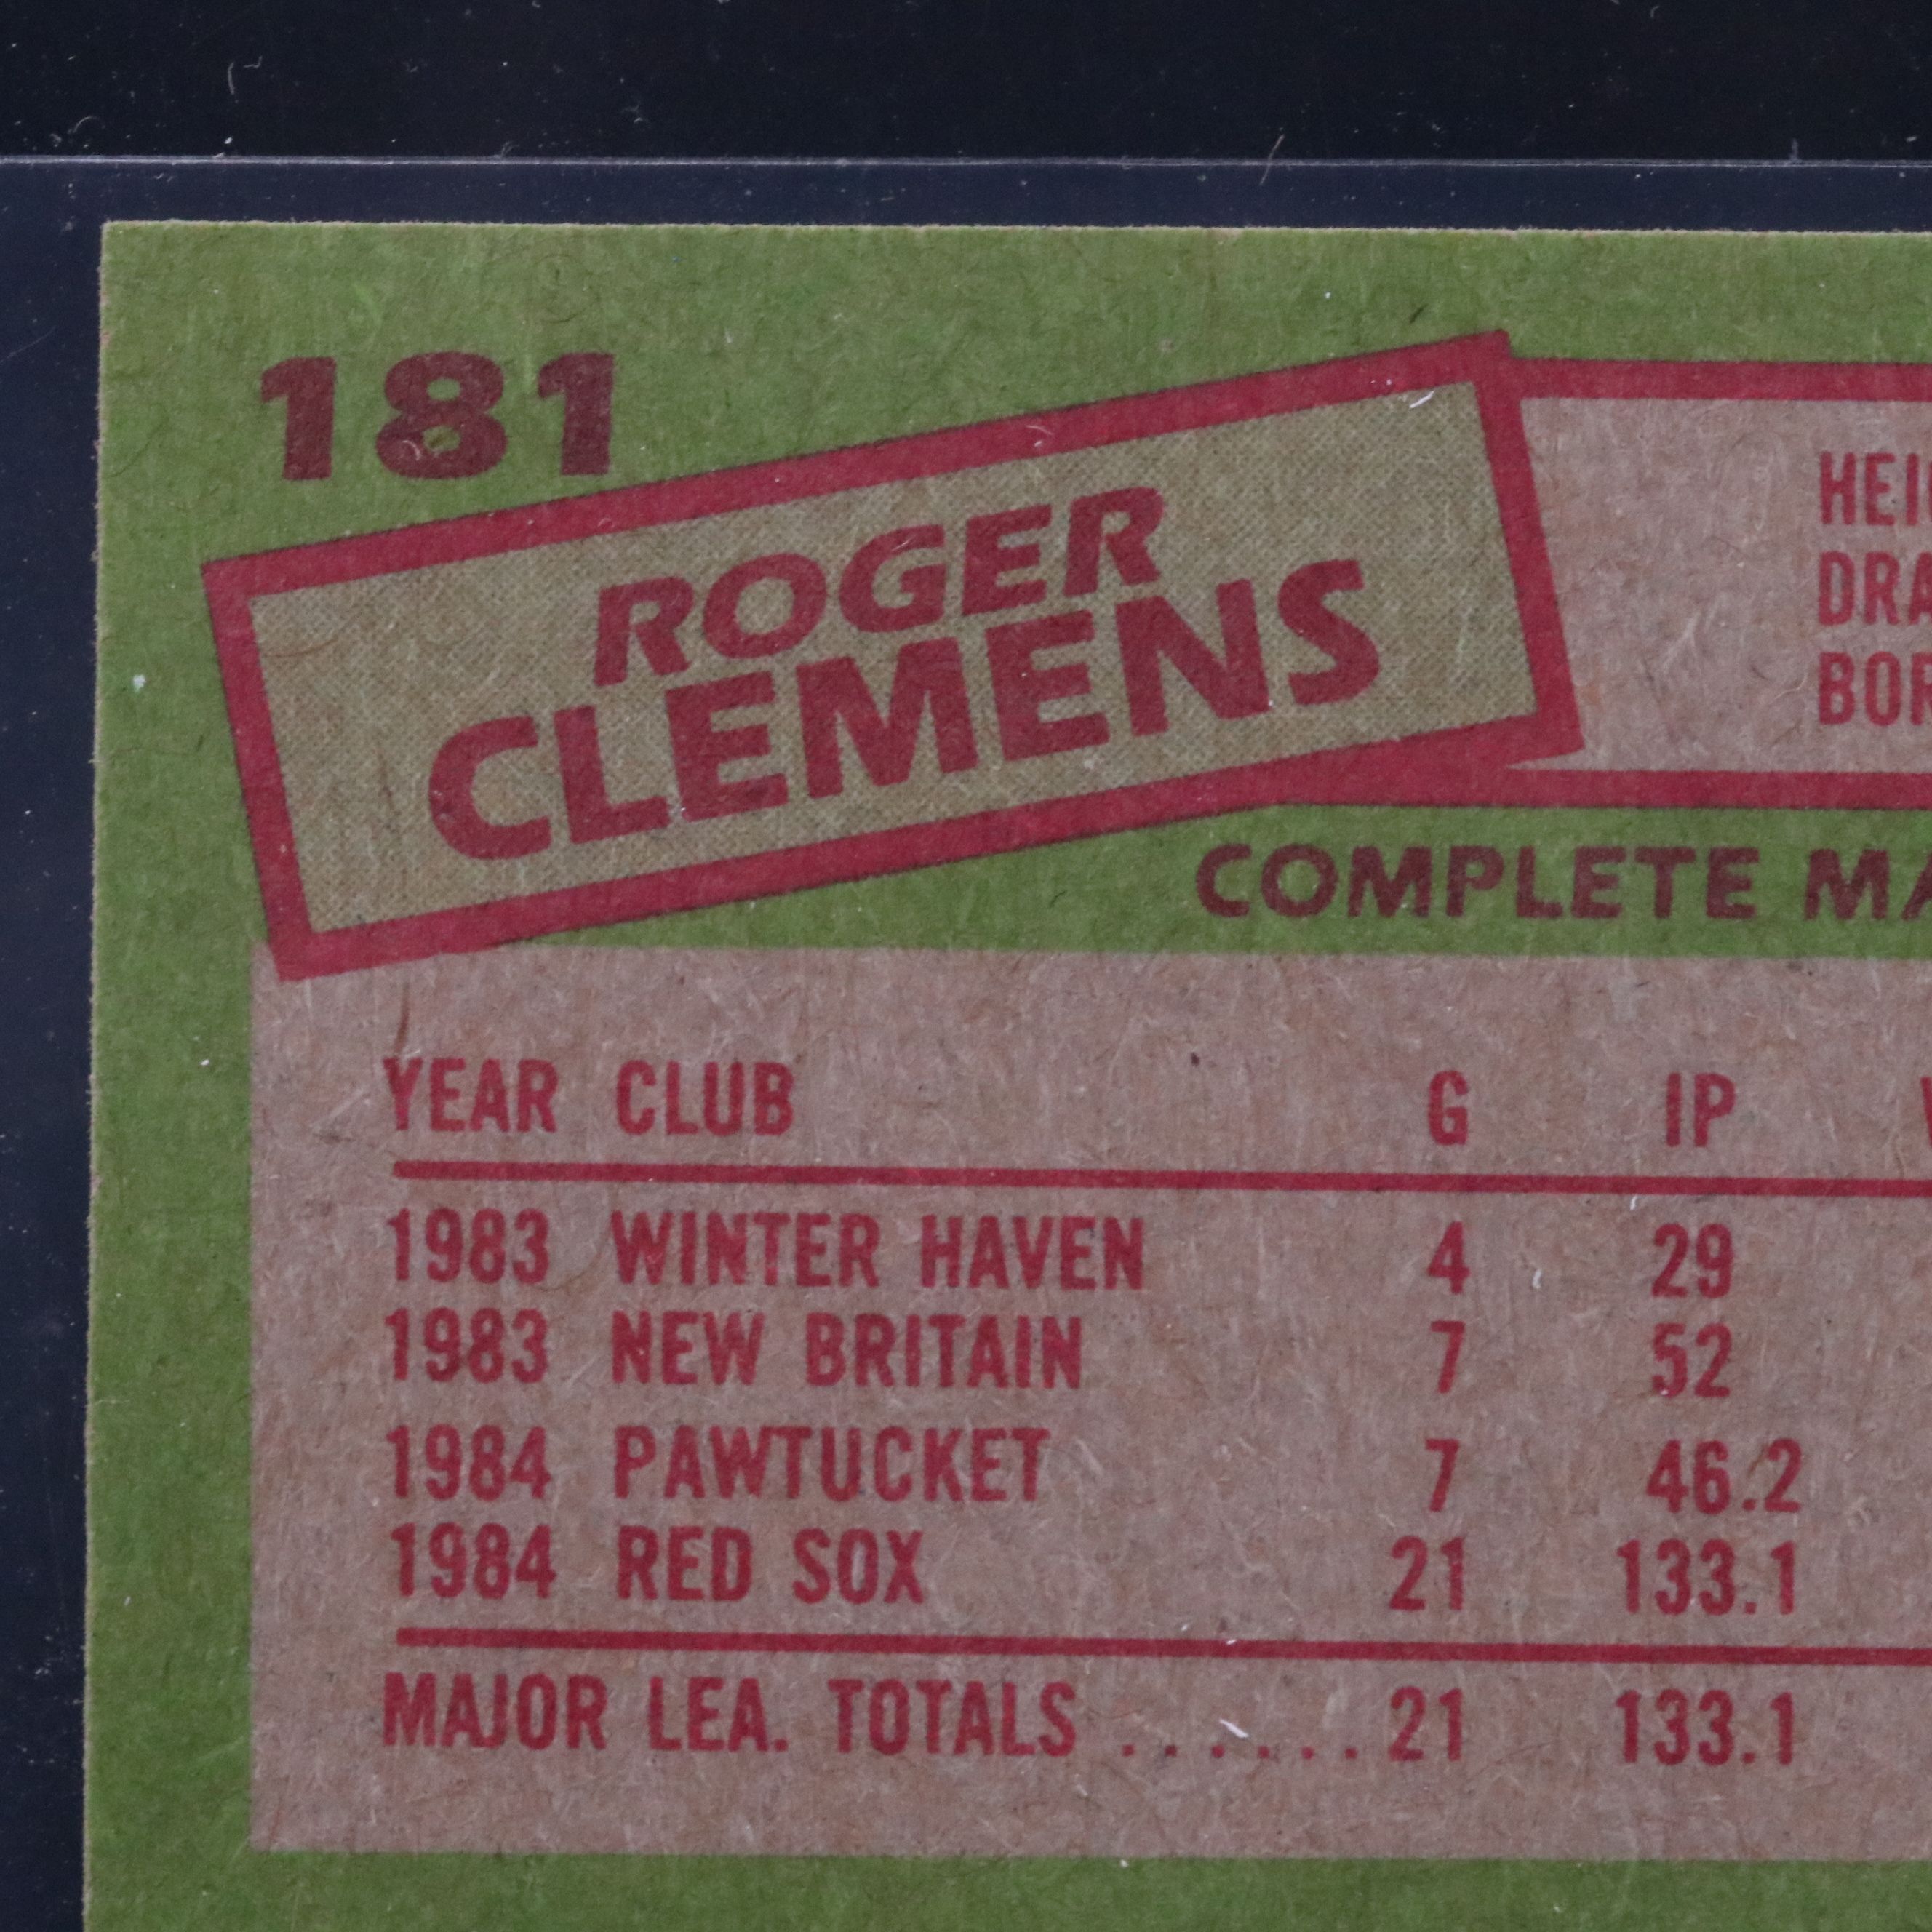 181
ROGER
CLEMENS
COMPLETE
YEAR CLUB G IP
1983 WINTER HAVEN 4 29
1983 NEW BRITAIN 7 52
1984 PAWTUCKET 7 46.2
1984 RED SOX 21 133.1
MAJOR LEA. TOTALS ...... 21 133.1